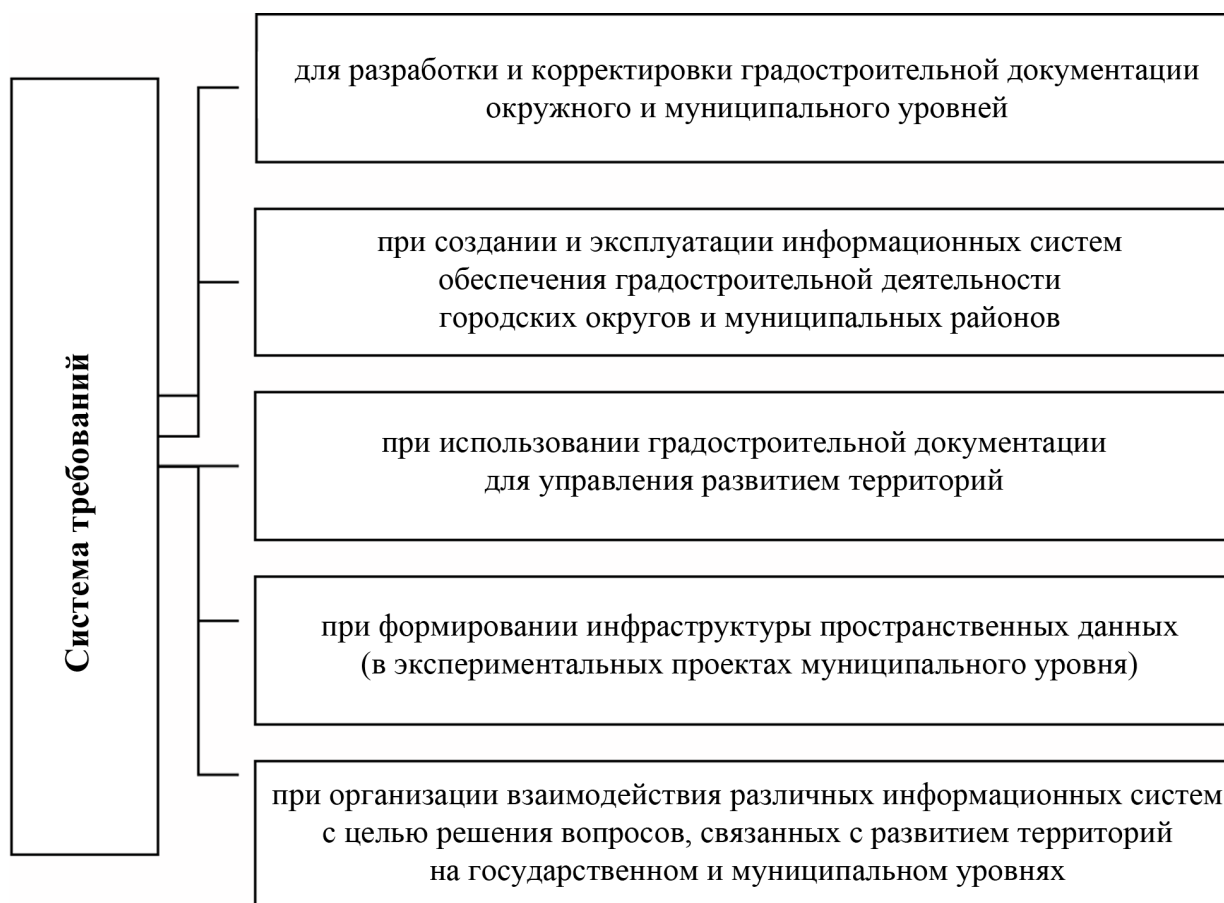 Система требований
для разработки и корректировки градостроительной документации
окружного и муниципального уровней
при создании и эксплуатации информационных систем
обеспечения градостроительной деятельности
городских округов и муниципальных районов
при использовании градостроительной документации
для управления развитием территорий
при формировании инфраструктуры пространственных данных
(в экспериментальных проектах муниципального уровня)
при организации взаимодействия различных информационных систем
с целью решения вопросов, связанных с развитием территорий
на государственном и муниципальном уровнях